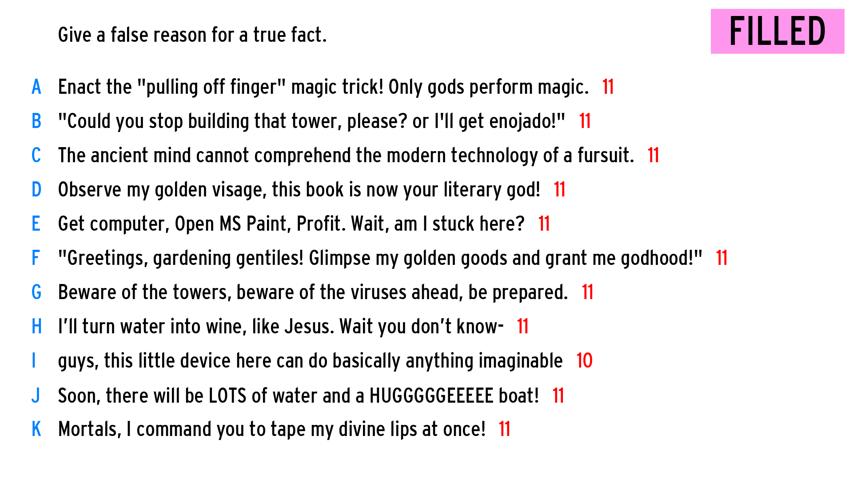 Give a false reason for a true fact.
FILLED
A Enact the "pulling off finger" magic trick! Only gods perform magic. 11
B "Could you stop building that tower, please? or I'll get enojado!" 11
C The ancient mind cannot comprehend the modern technology of a fursuit. 11
D Observe my golden visage, this book is now your literary god! 11
E Get computer, Open MS Paint, Profit. Wait, am I stuck here? 11
F "Greetings, gardening gentiles! Glimpse my golden goods and grant me godhood!" 11
G Beware of the towers, beware of the viruses ahead, be prepared. 11
H I’ll turn water into wine, like Jesus. Wait you don’t know- 11
I guys, this little device here can do basically anything imaginable 10
J Soon, there will be LOTS of water and a HUGGGGGEEEEE boat! 11
K Mortals, I command you to tape my divine lips at once! 11